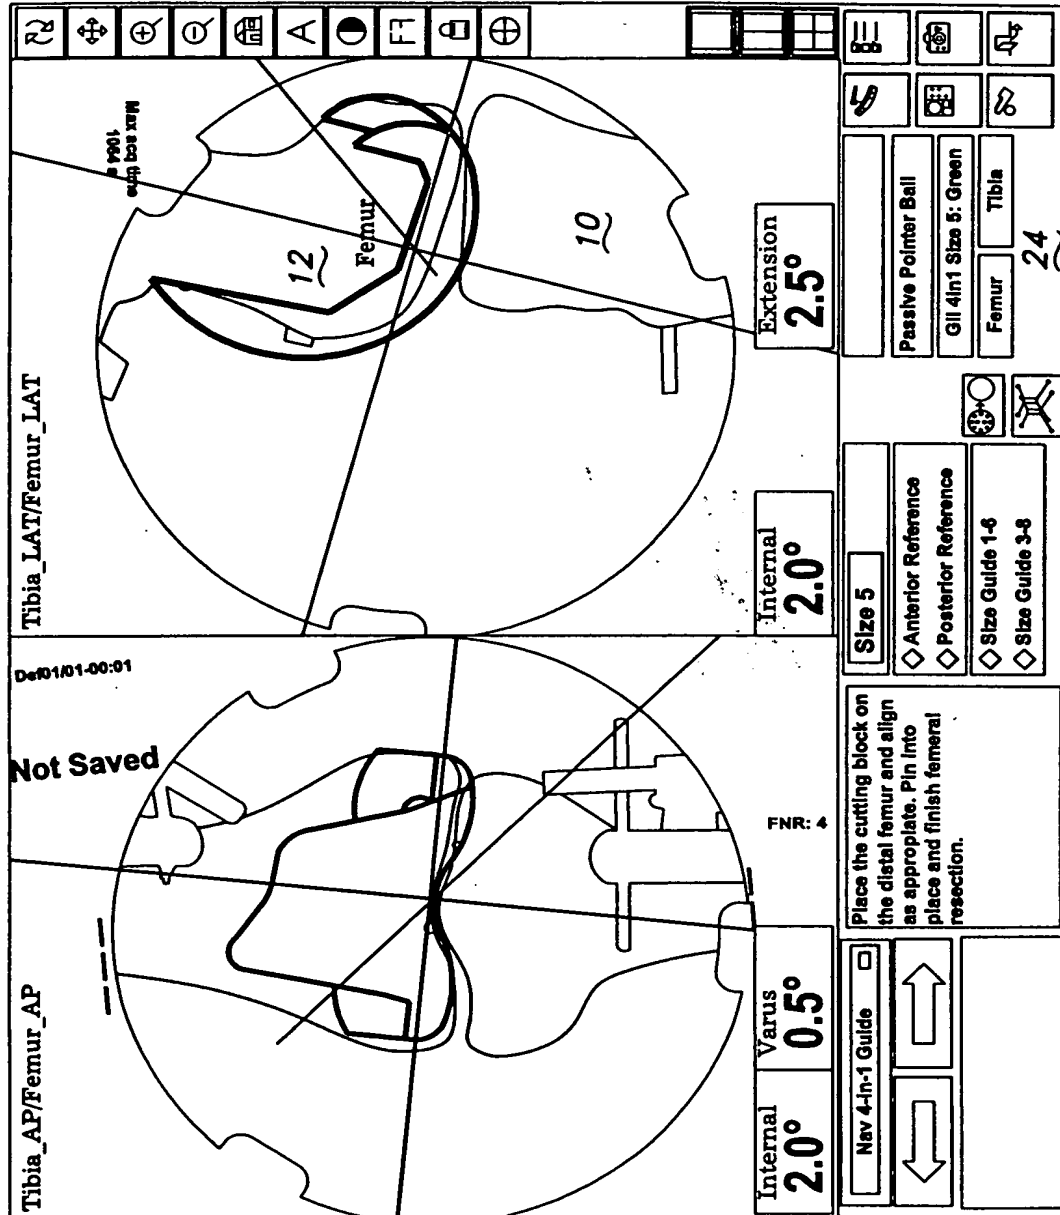 Tibia_AP/Femur_AP
Not Saved
Def01/01-00:01
FNR: 4
Internal
2.0°
Varus
0.5°
Tibia_LAT/Femur_LAT
Max acq time
1064 s
12
Femur
10
Internal
2.0°
Extension
2.5°
A
Nav 4-in-1 Guide
Place the cutting block on
the distal femur and align
as appropiate. Pin into
place and finish femeral
resection.
Size 5
Anterior Reference
Posterior Reference
Size Guide 1-6
Size Guide 3-8
Passive Pointer Ball
Gil 4in1 Size 5: Green
Femur
Tibia
24